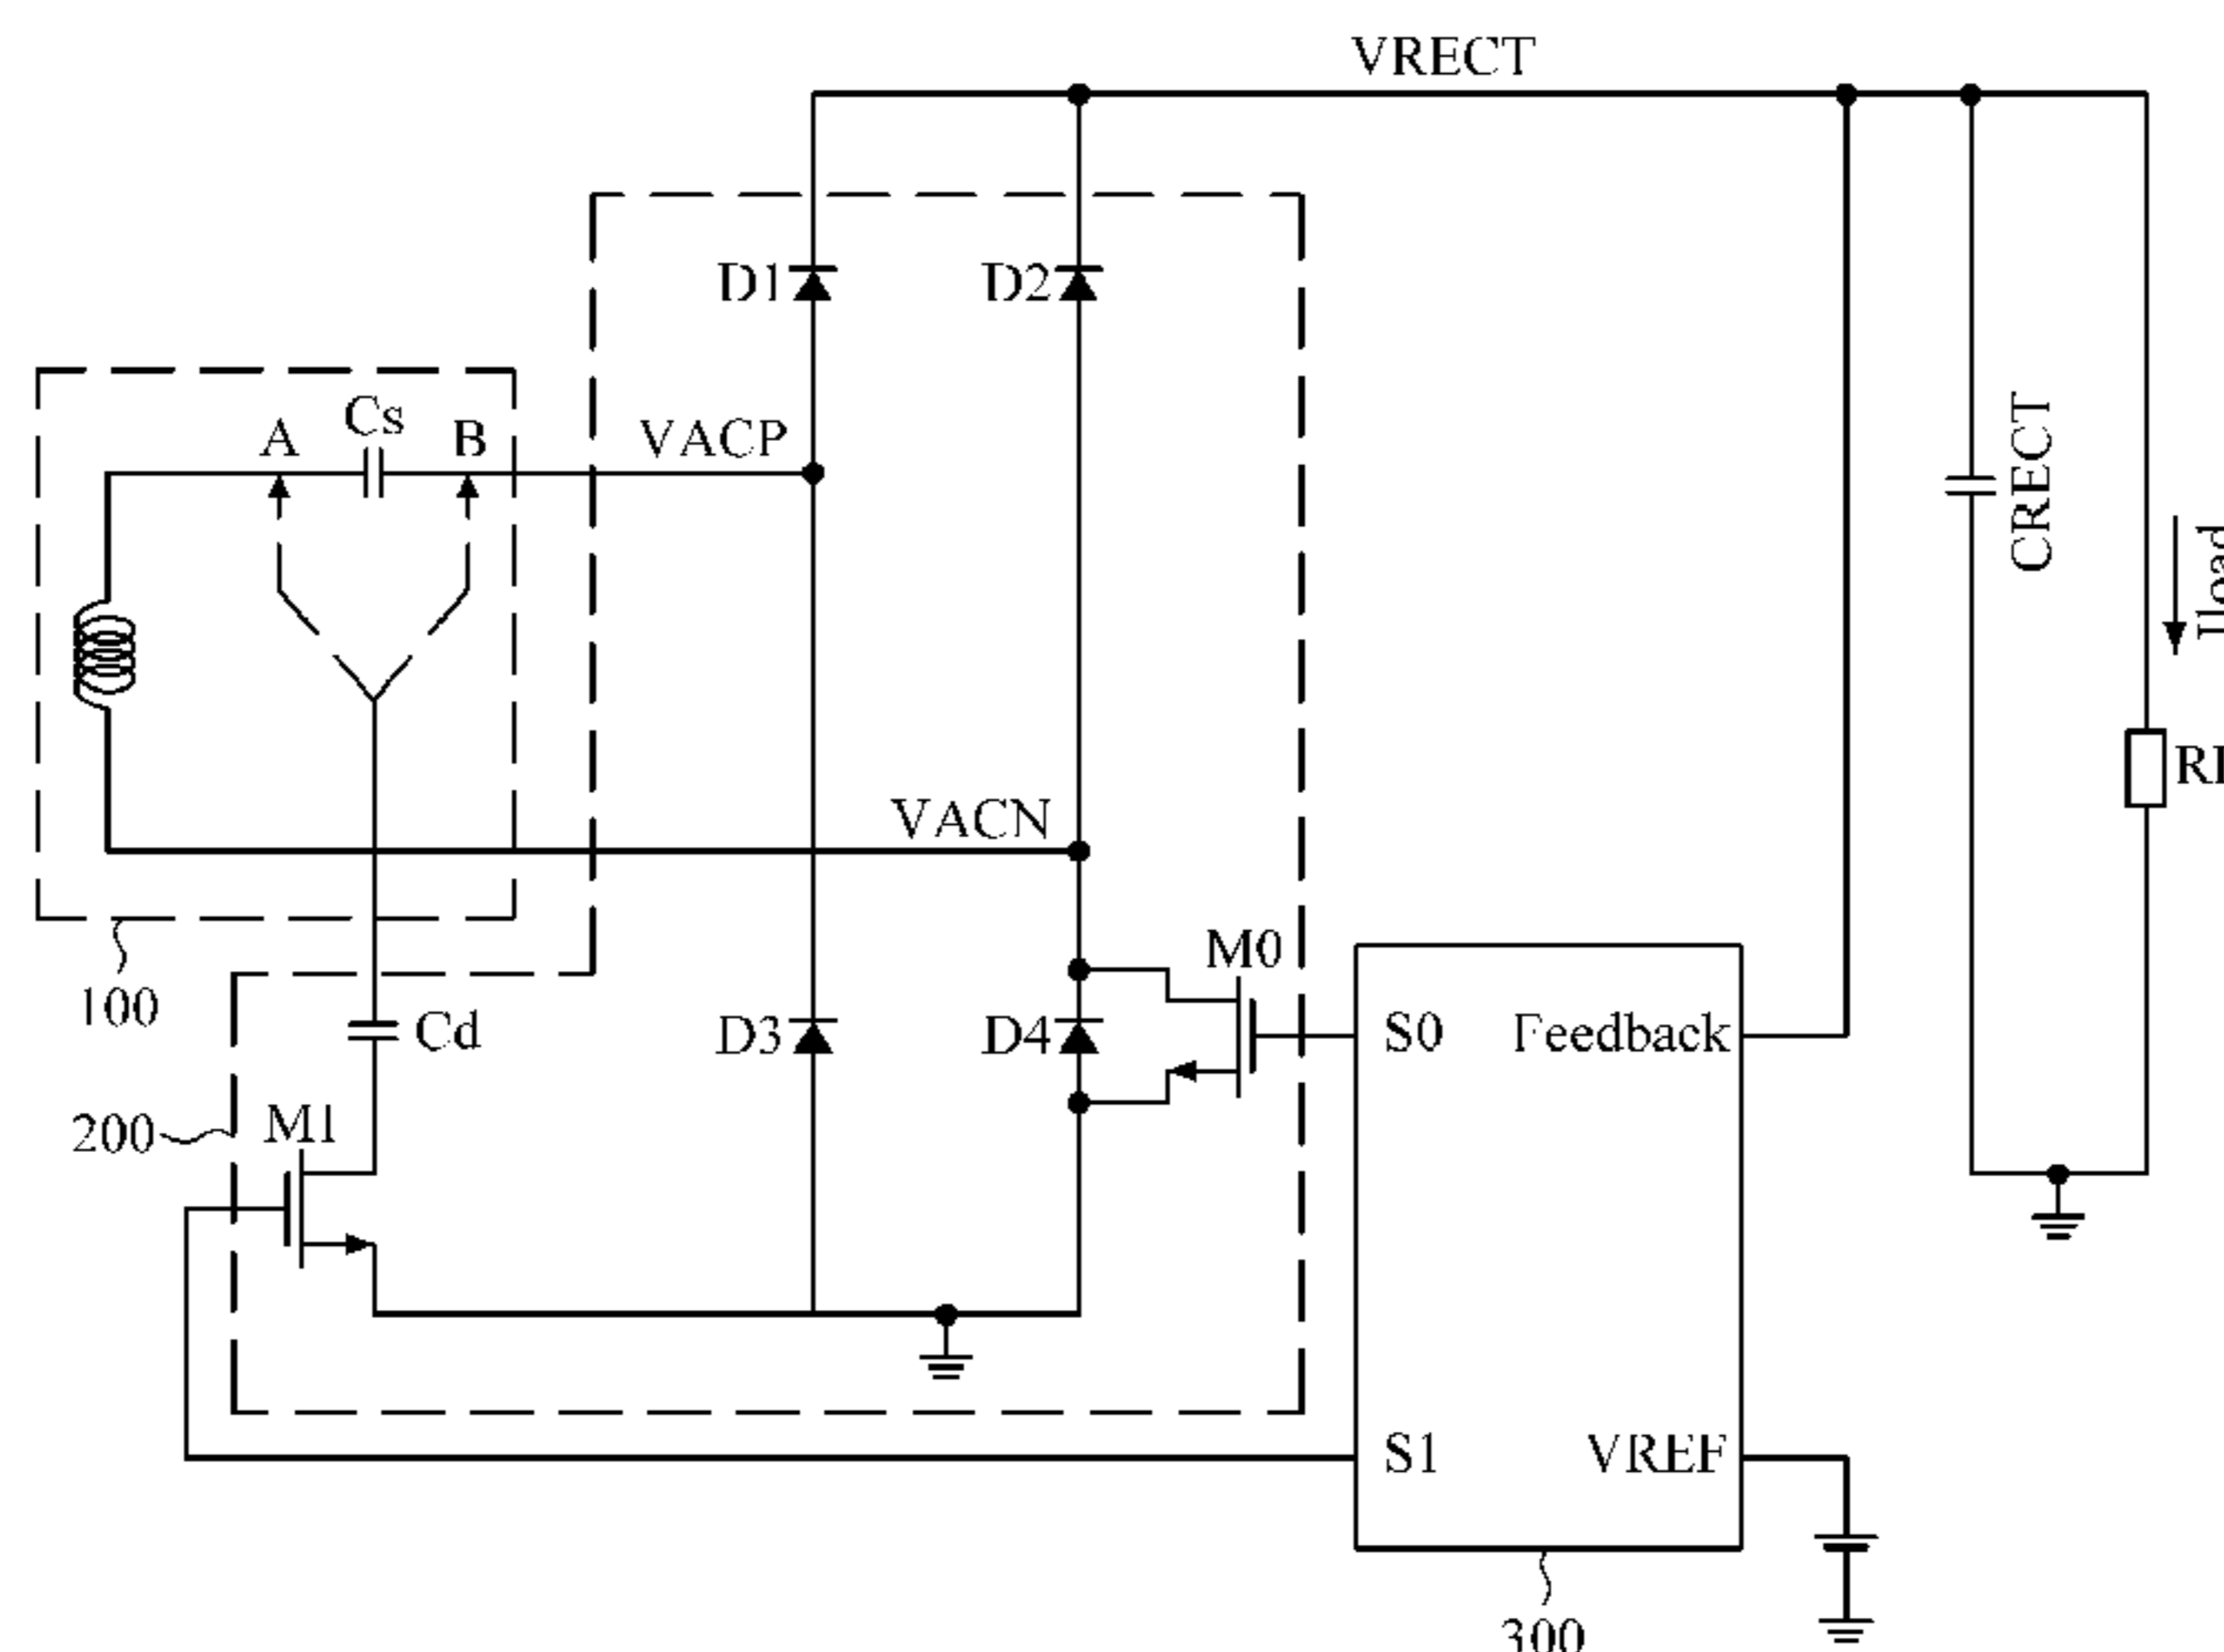 VRECT
D1
D2
A
Cs
B
VACP
CRECT
Iload
VACN
M0
100
Cd
D3
D4
S0
Feedback
200
M1
S1
VREF
300